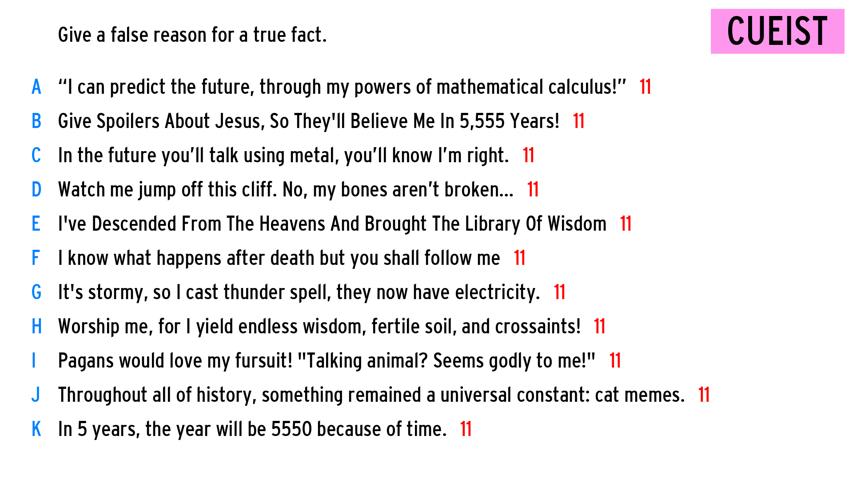 Give a false reason for a true fact.
CUEIST
A “I can predict the future, through my powers of mathematical calculus!” 11
B Give Spoilers About Jesus, So They'll Believe Me In 5,555 Years! 11
C In the future you’ll talk using metal, you’ll know I’m right. 11
D Watch me jump off this cliff. No, my bones aren’t broken... 11
E I've Descended From The Heavens And Brought The Library Of Wisdom 11
F I know what happens after death but you shall follow me 11
G It's stormy, so I cast thunder spell, they now have electricity. 11
H Worship me, for I yield endless wisdom, fertile soil, and crossaints! 11
I Pagans would love my fursuit! "Talking animal? Seems godly to me!" 11
J Throughout all of history, something remained a universal constant: cat memes. 11
K In 5 years, the year will be 5550 because of time. 11